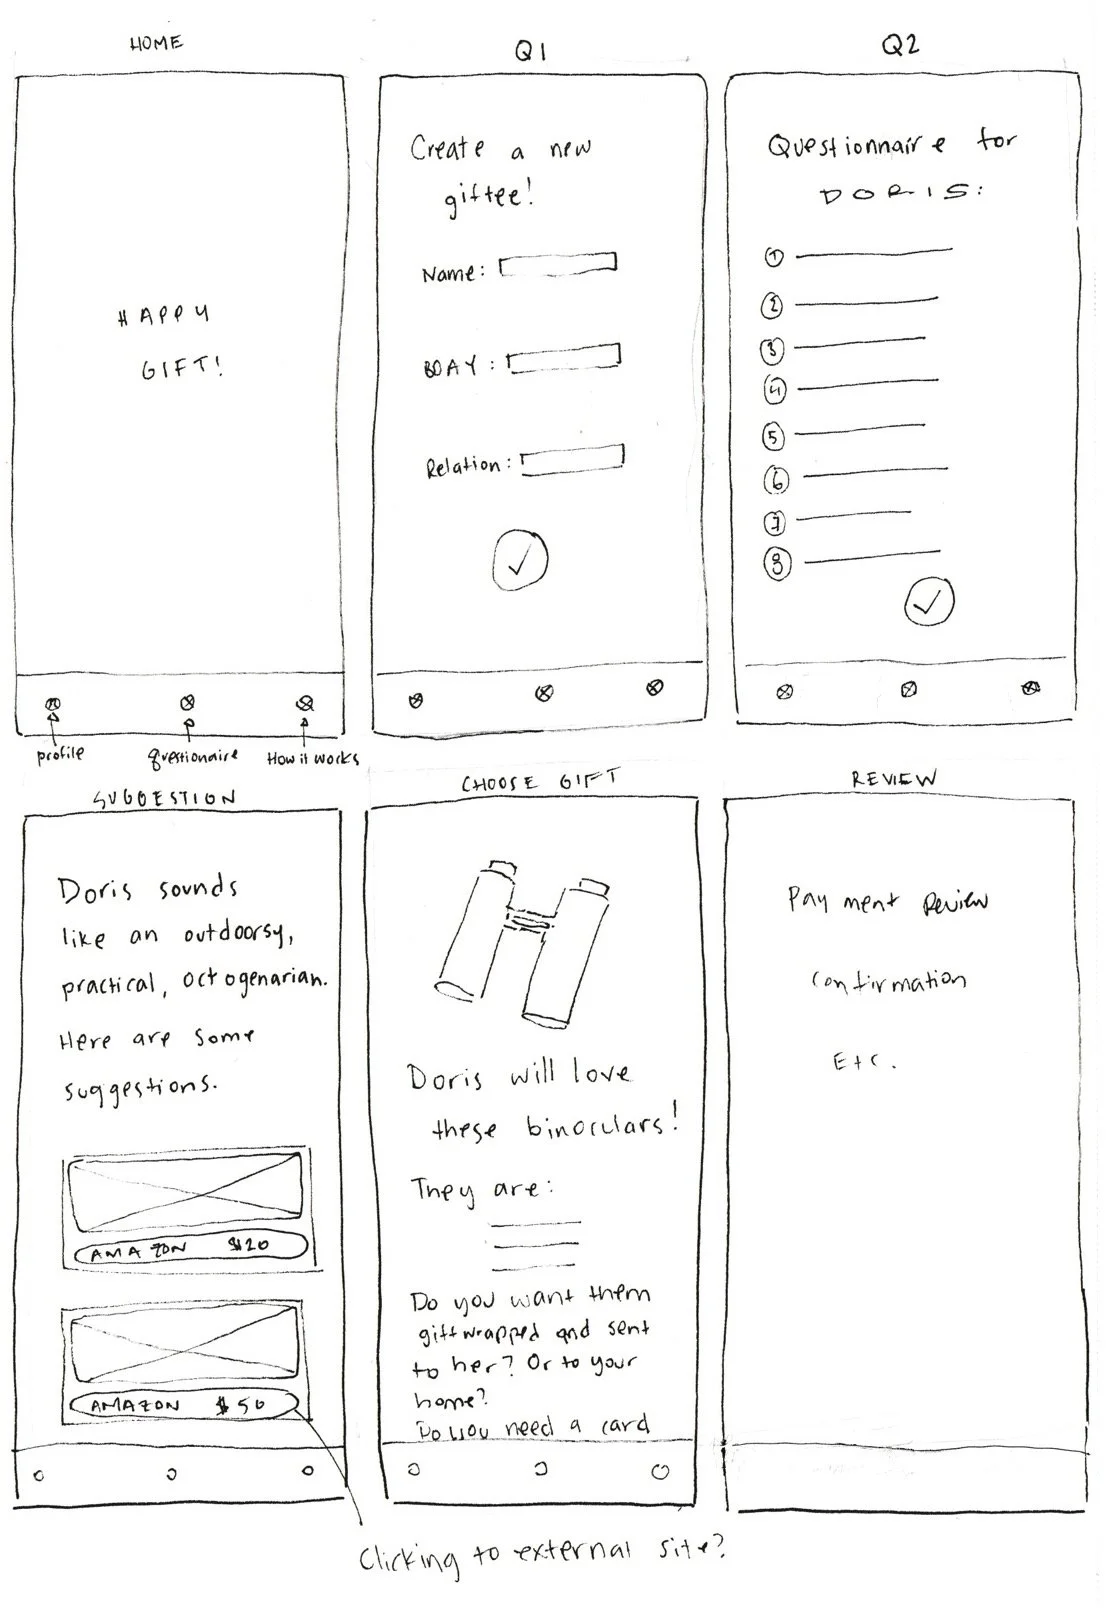 HOME
HAPPY
GIFT!
profile
questionaire
How it works
Q1
Create a new
giftee!
Name:
BDAY:
Relation:
Q2
Questionnaire for
DORIS:
1
2
3
4
5
6
7
8
SUGGESTION
Doris sounds
like an outdoorsy,
practical, octogenarian.
Here are some
suggestions.
AMAZON $20
AMAZON $50
Clicking to external site?
CHOOSE GIFT
Doris will love
these binoculars!
They are:
Do you want them
giftwrapped and sent
to her? Or to your
home?
Do you need a card
REVIEW
Payment Review
confirmation
Etc.